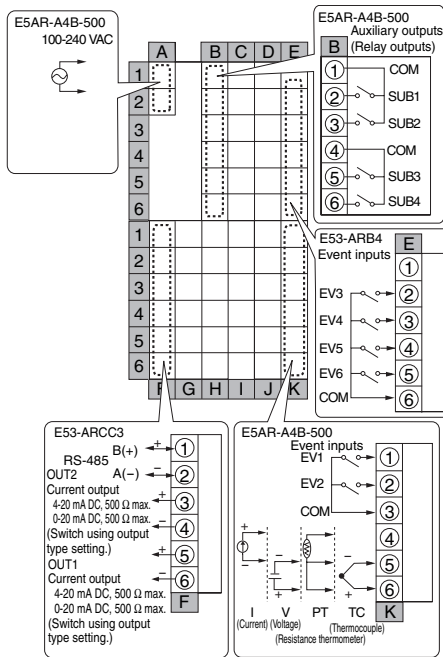 E5AR-A4B-500
100-240 VAC
E5AR-A4B-500
Auxiliary outputs
(Relay outputs)
B
1 COM
2 SUB1
3 SUB2
4 COM
5 SUB3
6 SUB4
A B C D E
1
2
3
4
5
6
1
2
3
4
5
6
F G H I J K
E53-ARB4
Event inputs
E
1
EV3 2
EV4 3
EV5 4
EV6 5
COM 6
E53-ARCC3
RS-485
B(+) + - 1
A(-) - 2
OUT2
Current output
4-20 mA DC, 500 Ω max.
0-20 mA DC, 500 Ω max.
(Switch using output
type setting.)
+ 3
- 4
OUT1
Current output
4-20 mA DC, 500 Ω max.
0-20 mA DC, 500 Ω max.
(Switch using output
type setting.)
+ 5
- 6
F
E5AR-A4B-500
Event inputs
EV1 1
EV2 2
COM 3
4
5
6
K
+ - - + - +
I V PT TC
(Current) (Voltage) (Thermocouple)
(Resistance thermometer)